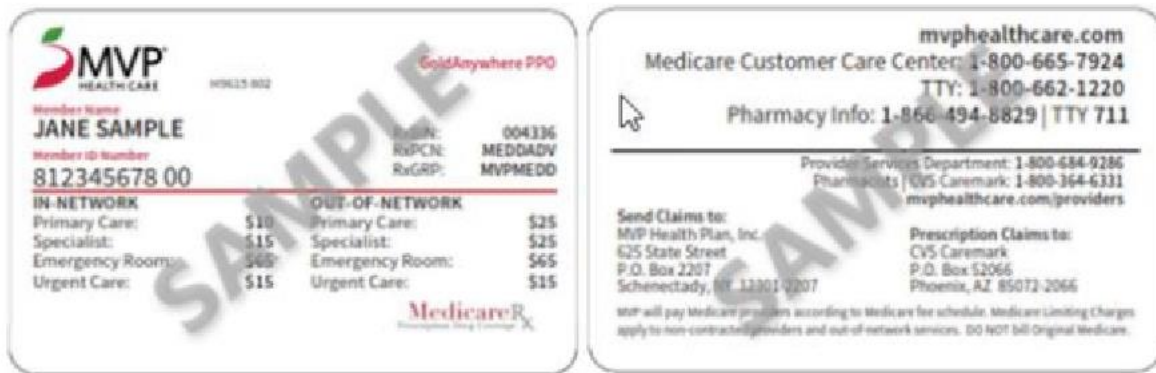 MVP
HEALTH CARE
GoldAnywhere PPO
H9615 802
Member Name
JANE SAMPLE
Member ID Number
812345678 00
004336
RxPCN: MEDDADV
RxGRP: MVPMEDD
IN-NETWORK OUT-OF-NETWORK
Primary Care: $10 Primary Care: $25
Specialist: $15 Specialist: $25
Emergency Room: $65 Emergency Room: $65
Urgent Care: $15 Urgent Care: $15
MedicareRx
Prescription Drug Coverage
SAMPLE
mvphealthcare.com
Medicare Customer Care Center: 1-800-665-7924
TTY: 1-800-662-1220
Pharmacy Info: 1-866-494-8829 | TTY 711
Provider Services Department: 1-800-684-9286
Pharmacists | CVS Caremark: 1-800-364-6331
mvphealthcare.com/providers
Send Claims to:
MVP Health Plan, Inc.
625 State Street
P.O. Box 2207
Schenectady, NY 12301-2207
Prescription Claims to:
CVS Caremark
P.O. Box 52066
Phoenix, AZ 85072-2066
MVP will pay Medicare providers according to Medicare fee schedule. Medicare Limiting Charges
apply to non-contracted providers and out-of-network services. DO NOT bill Original Medicare.
SAMPLE